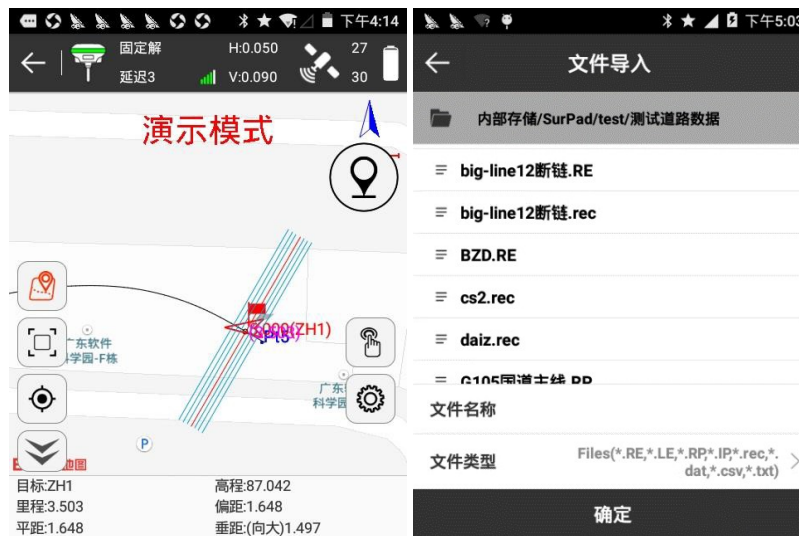 下午4:14
固定解
H:0.050
27
延迟3
V:0.090
30
演示模式
广东软件
科学园-F栋
(ZH1)
Pt5
广东
科学园
P
地图
目标:ZH1
高程:87.042
里程:3.503
偏距:1.648
平距:1.648
垂距:(向大)1.497
下午5:03
文件导入
内部存储/SurPad/test/测试道路数据
big-line12断链.RE
big-line12断链.rec
BZD.RE
cs2.rec
daiz.rec
G105国道主线.RP
文件名称
文件类型
Files(*.RE,*.LE,*.RP,*.IP,*.rec,*.
dat,*.csv,*.txt)
确定